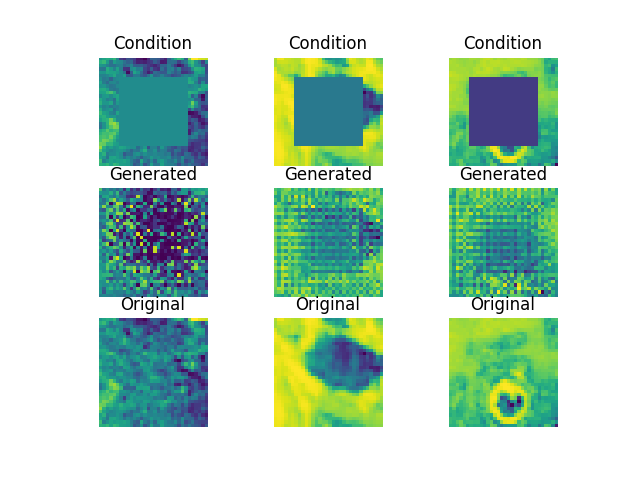 Condition Condition Condition
Generated Generated Generated
Original Original Original